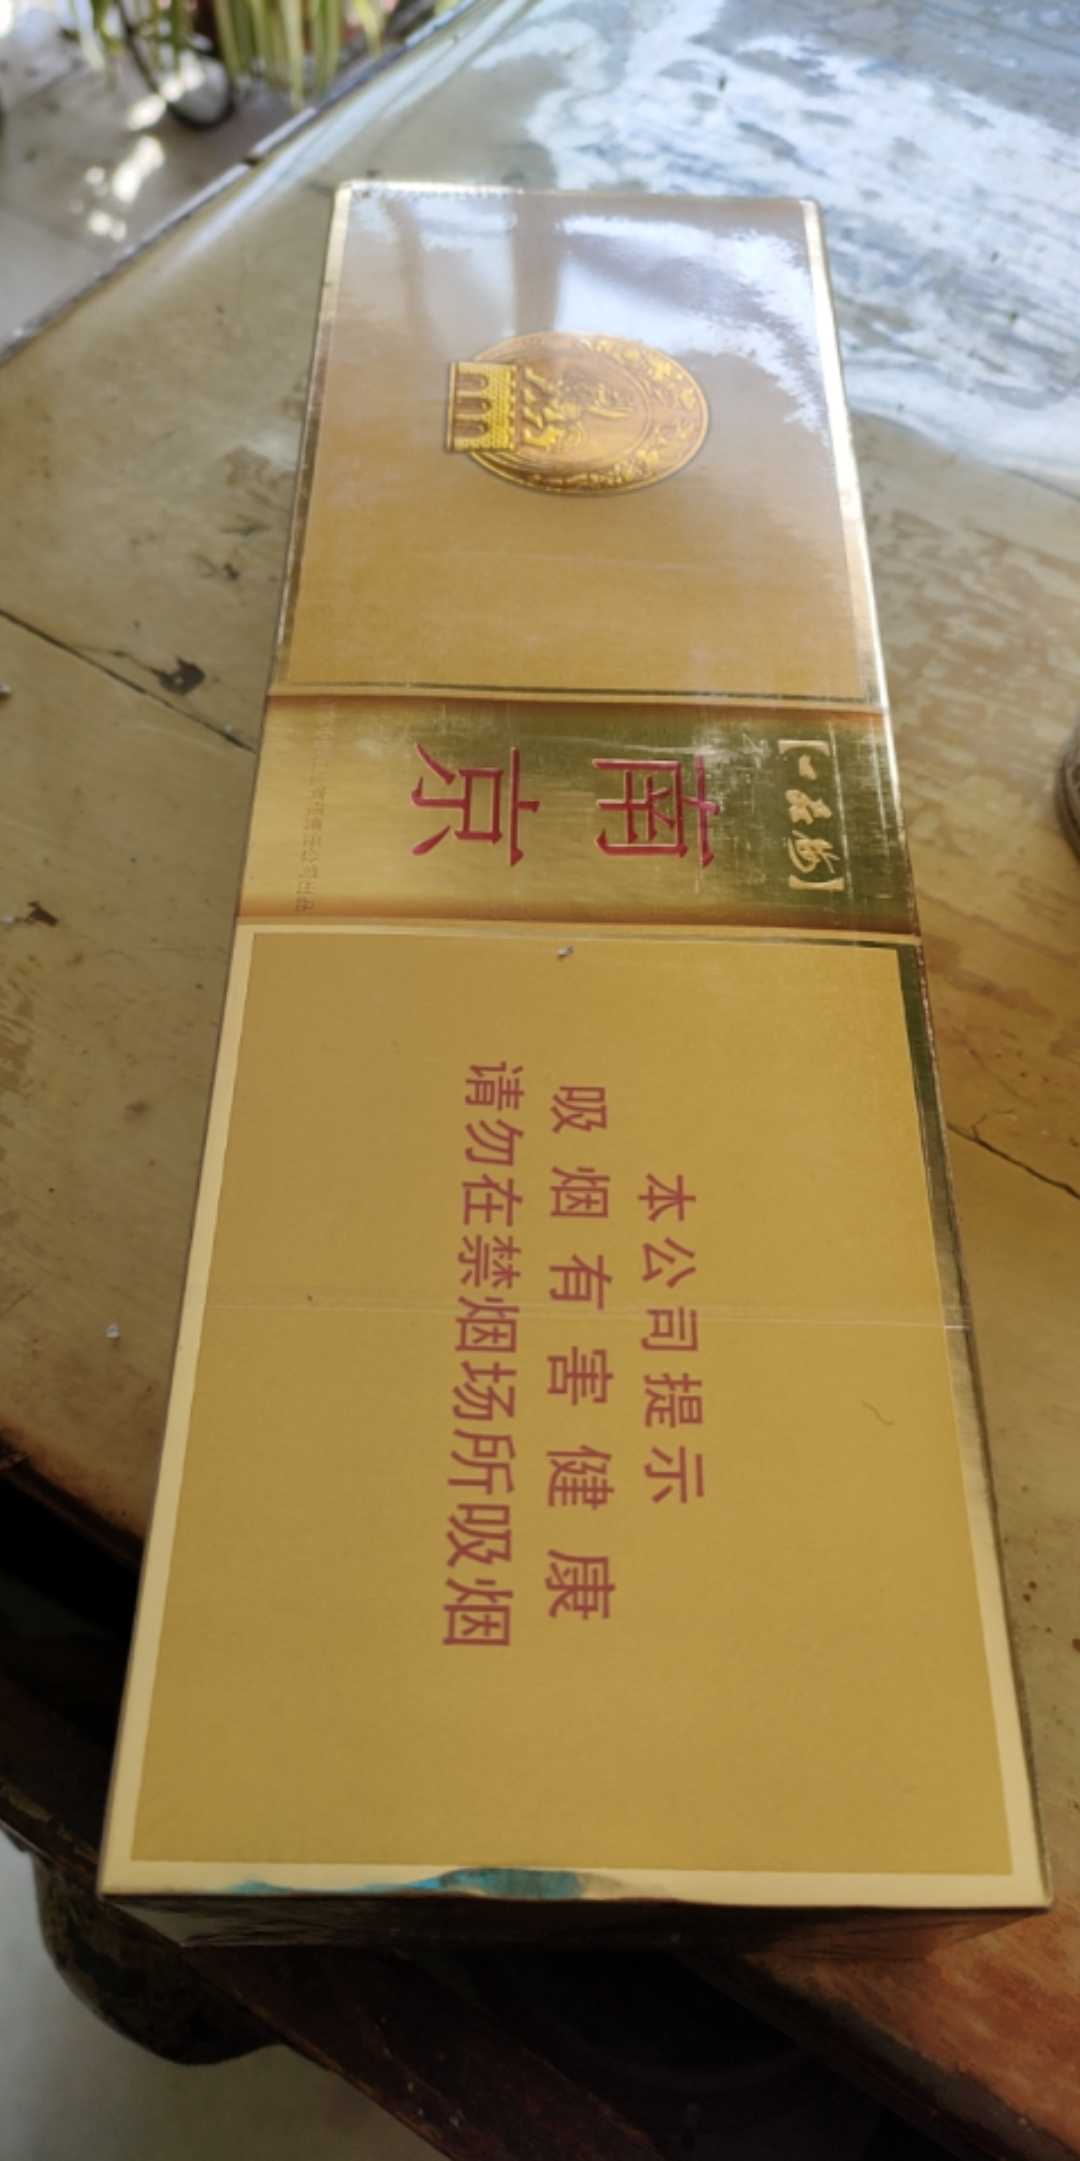 【一品梅】
南京
本公司提示
吸烟有害健康
请勿在禁烟场所吸烟